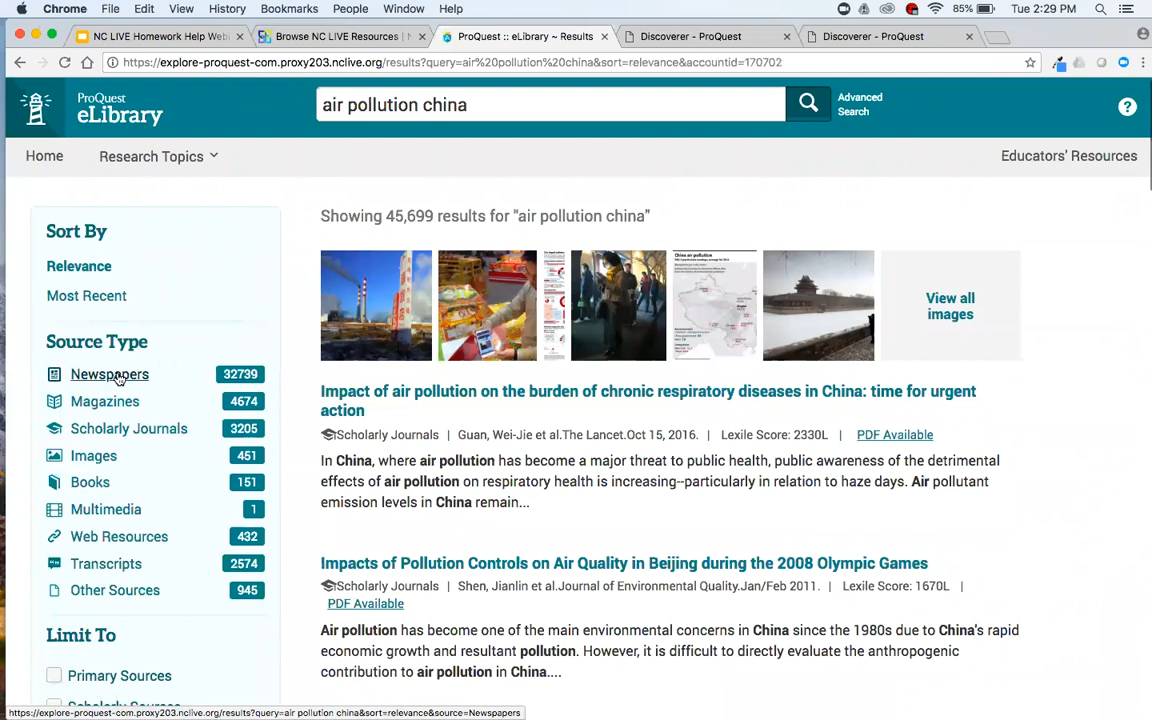 Chrome File Edit View History Bookmarks People Window Help 85% Tue 2:29 PM
NC LIVE Homework Help Web Browse NC LIVE Resources | N ProQuest :: eLibrary ~ Results Discoverer - ProQuest Discoverer - ProQuest
https://explore-proquest-com.proxy203.nclive.org/results?query=air%20pollution%20china&sort=relevance&accountid=170702
ProQuest
eLibrary
air pollution china
Advanced
Search
?
Home Research Topics Educators' Resources
Sort By
Relevance
Most Recent
Source Type
Newspapers 32739
Magazines 4674
Scholarly Journals 3205
Images 451
Books 151
Multimedia 1
Web Resources 432
Transcripts 2574
Other Sources 945
Limit To
Primary Sources
Showing 45,699 results for "air pollution china"
China air pollution
View all
images
Impact of air pollution on the burden of chronic respiratory diseases in China: time for urgent
action
Scholarly Journals | Guan, Wei-Jie et al.The Lancet.Oct 15, 2016. | Lexile Score: 2330L | PDF Available
In China, where air pollution has become a major threat to public health, public awareness of the detrimental
effects of air pollution on respiratory health is increasing--particularly in relation to haze days. Air pollutant
emission levels in China remain...
Impacts of Pollution Controls on Air Quality in Beijing during the 2008 Olympic Games
Scholarly Journals | Shen, Jianlin et al.Journal of Environmental Quality.Jan/Feb 2011. | Lexile Score: 1670L |
PDF Available
Air pollution has become one of the main environmental concerns in China since the 1980s due to China's rapid
economic growth and resultant pollution. However, it is difficult to directly evaluate the anthropogenic
contribution to air pollution in China....
https://explore-proquest-com.proxy203.nclive.org/results?query=air pollution china&sort=relevance&source=Newspapers